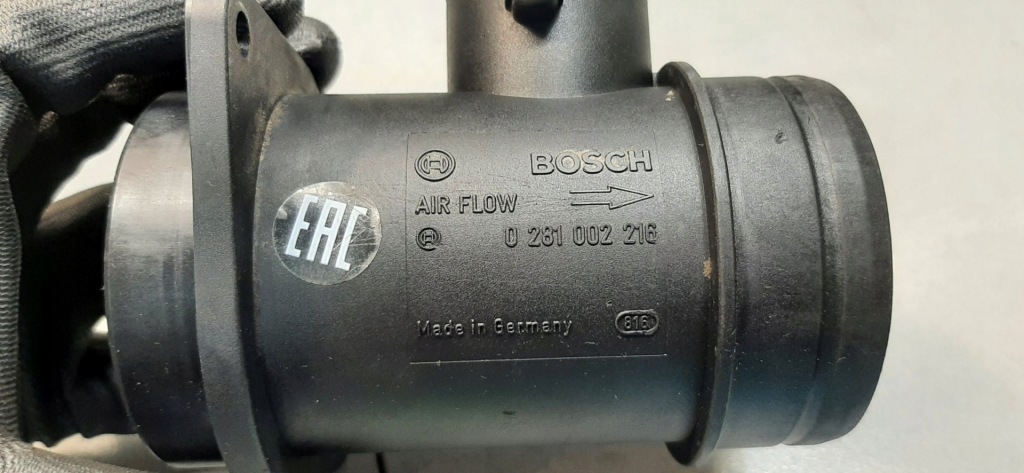 BOSCH
AIR FLOW
0 281 002 216
EAC
Made in Germany 816